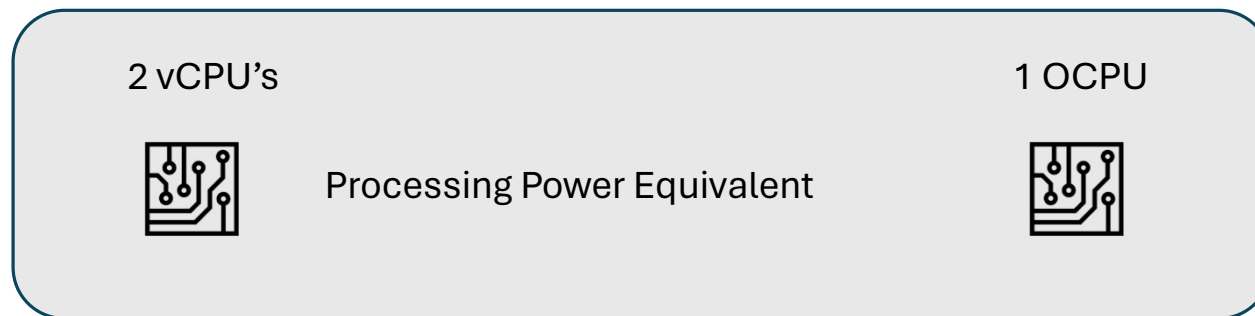 2 vCPU’s
1 OCPU
Processing Power Equivalent